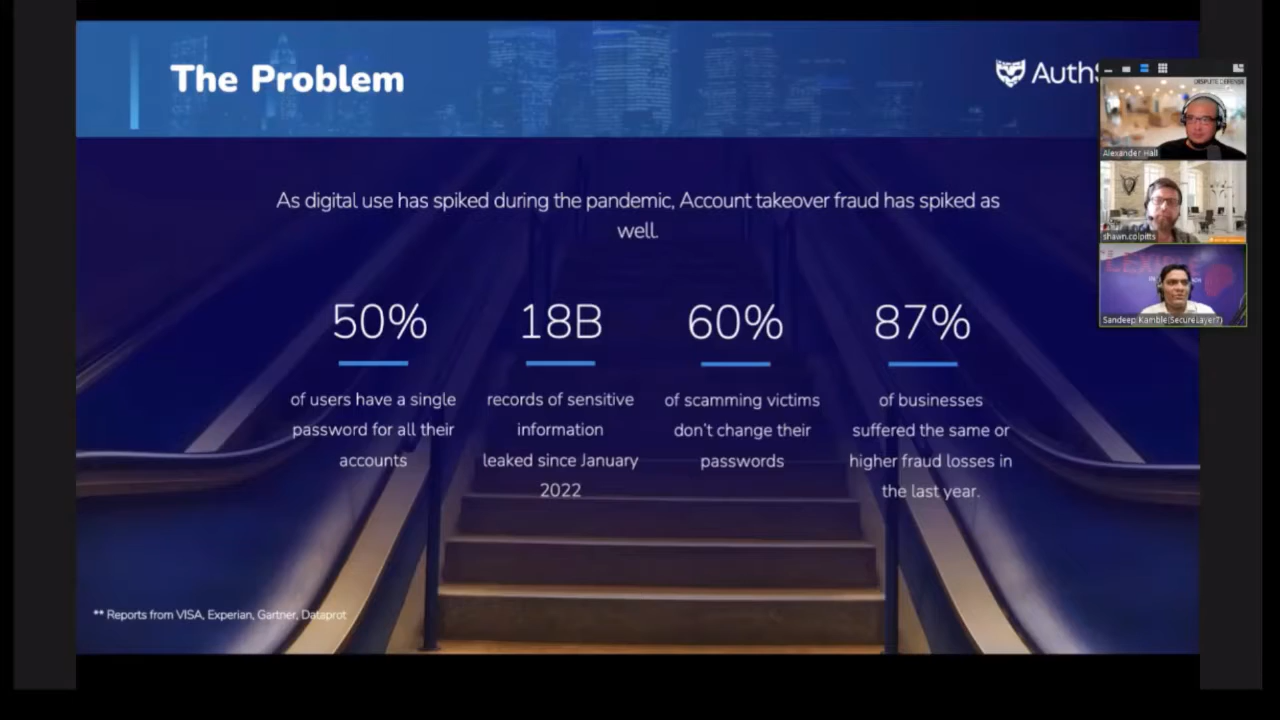 The Problem
Auth
As digital use has spiked during the pandemic, Account takeover fraud has spiked as
well.
50%
of users have a single
password for all their
accounts
18B
records of sensitive
information
leaked since January
2022
60%
of scamming victims
don't change their
passwords
87%
of businesses
suffered the same or
higher fraud losses in
the last year.
** Reports from VISA, Experian, Gartner, Dataprot
Alexander Hall
shawn.colpitts
Sandeep Kamble(SecureLayer7)